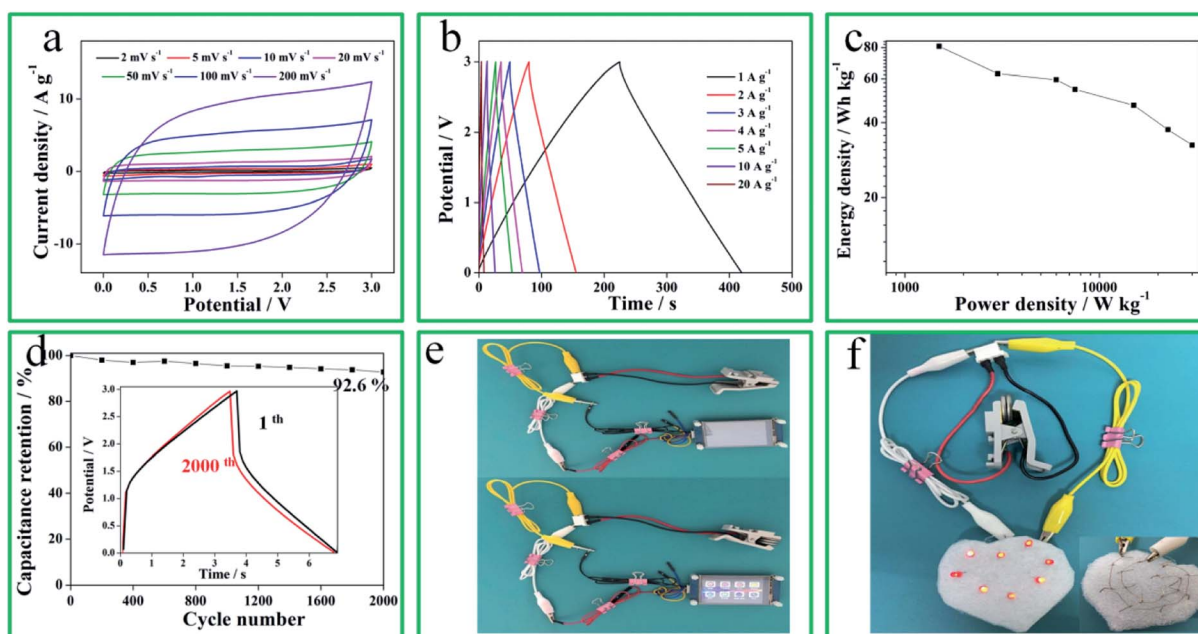 a
2 mV s⁻¹ 5 mV s⁻¹ 10 mV s⁻¹ 20 mV s⁻¹
50 mV s⁻¹ 100 mV s⁻¹ 200 mV s⁻¹
Current density / A g⁻¹
10
0
-10
0.0 0.5 1.0 1.5 2.0 2.5 3.0
Potential / V
b
1 A g⁻¹
2 A g⁻¹
3 A g⁻¹
4 A g⁻¹
5 A g⁻¹
10 A g⁻¹
20 A g⁻¹
Potential / V
3
2
1
0
0 100 200 300 400 500
Time / s
c
Energy density / Wh kg⁻¹
80
60
40
20
1000 10000
Power density / W kg⁻¹
d
Capacitance retention / %
100
80
60
40
20
0
92.6 %
Potential / V
3.0
2.5
2.0
1.5
1.0
0.5
0.0
1 th
2000 th
0 1 2 3 4 5 6
Time / s
0 400 800 1200 1600 2000
Cycle number
e
f